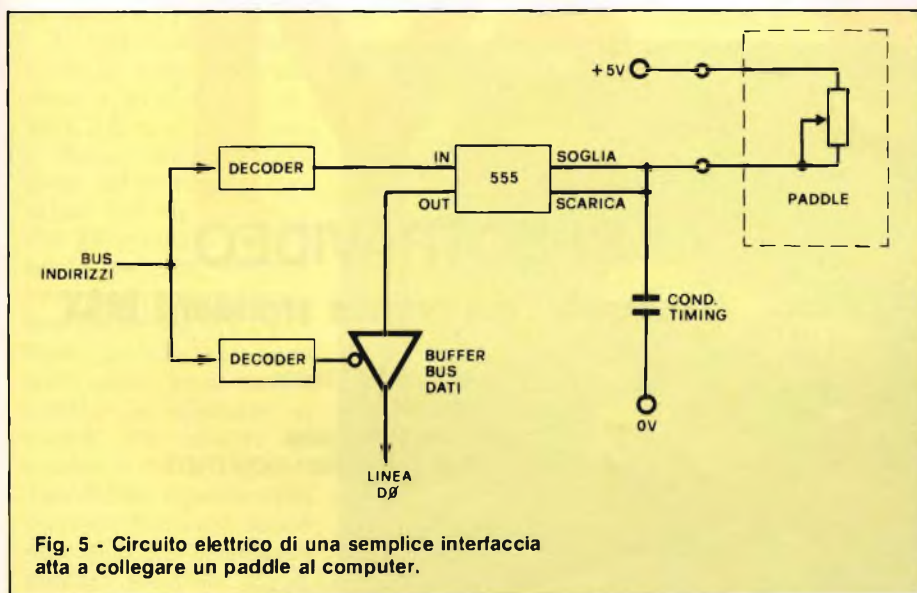 +5V
DECODER
IN
555
SOGLIA
OUT
SCARICA
PADDLE
BUS
INDIRIZZI
COND.
TIMING
DECODER
BUFFER
BUS
DATI
0V
LINEA
DØ
Fig. 5 - Circuito elettrico di una semplice interfaccia
atta a collegare un paddle al computer.